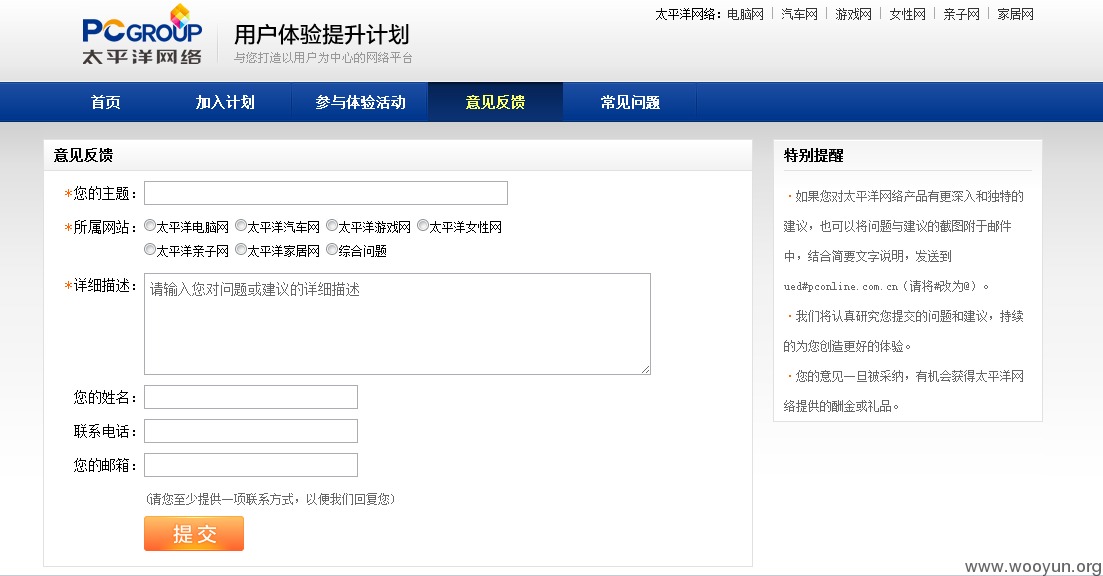 PCGROUP
太平洋网络
用户体验提升计划
与您打造以用户为中心的网络平台
太平洋网络：电脑网 | 汽车网 | 游戏网 | 女性网 | 亲子网 | 家居网
首页 加入计划 参与体验活动 意见反馈 常见问题
意见反馈
*您的主题：
*所属网站： 太平洋电脑网 太平洋汽车网 太平洋游戏网 太平洋女性网
太平洋亲子网 太平洋家居网 综合问题
*详细描述： 请输入您对问题或建议的详细描述
您的姓名：
联系电话：
您的邮箱：
(请您至少提供一项联系方式，以便我们回复您)
提交
特别提醒
·如果您对太平洋网络产品有更深入和独特的
建议，也可以将问题与建议的截图附于邮件
中，结合简要文字说明，发送到
ued#pconline.com.cn（请将#改为@）。
·我们将认真研究您提交的问题和建议，持续
的为您创造更好的体验。
·您的意见一旦被采纳，有机会获得太平洋网
络提供的酬金或礼品。
www.wooyun.org